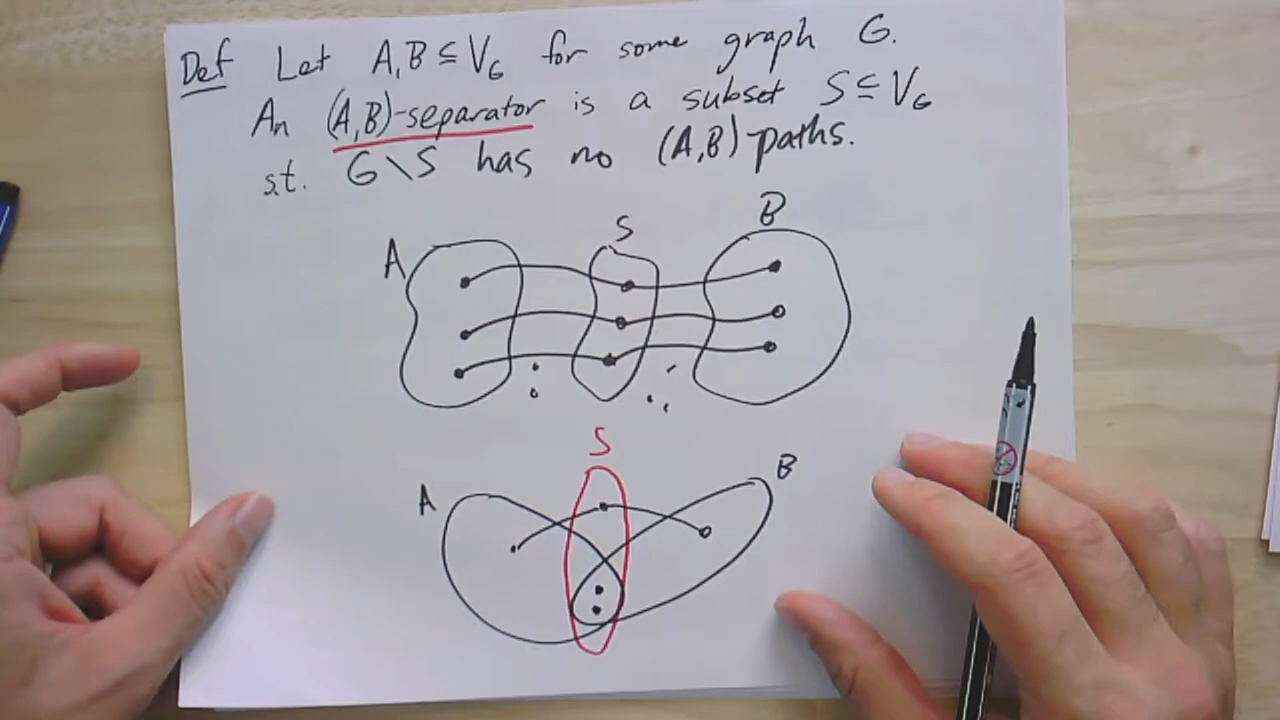 Def Let A,B ⊆ V_G for some graph G.
An (A,B)-separator is a subset S ⊆ V_G
s.t. G\S has no (A,B)-paths.
A S B
S
A B